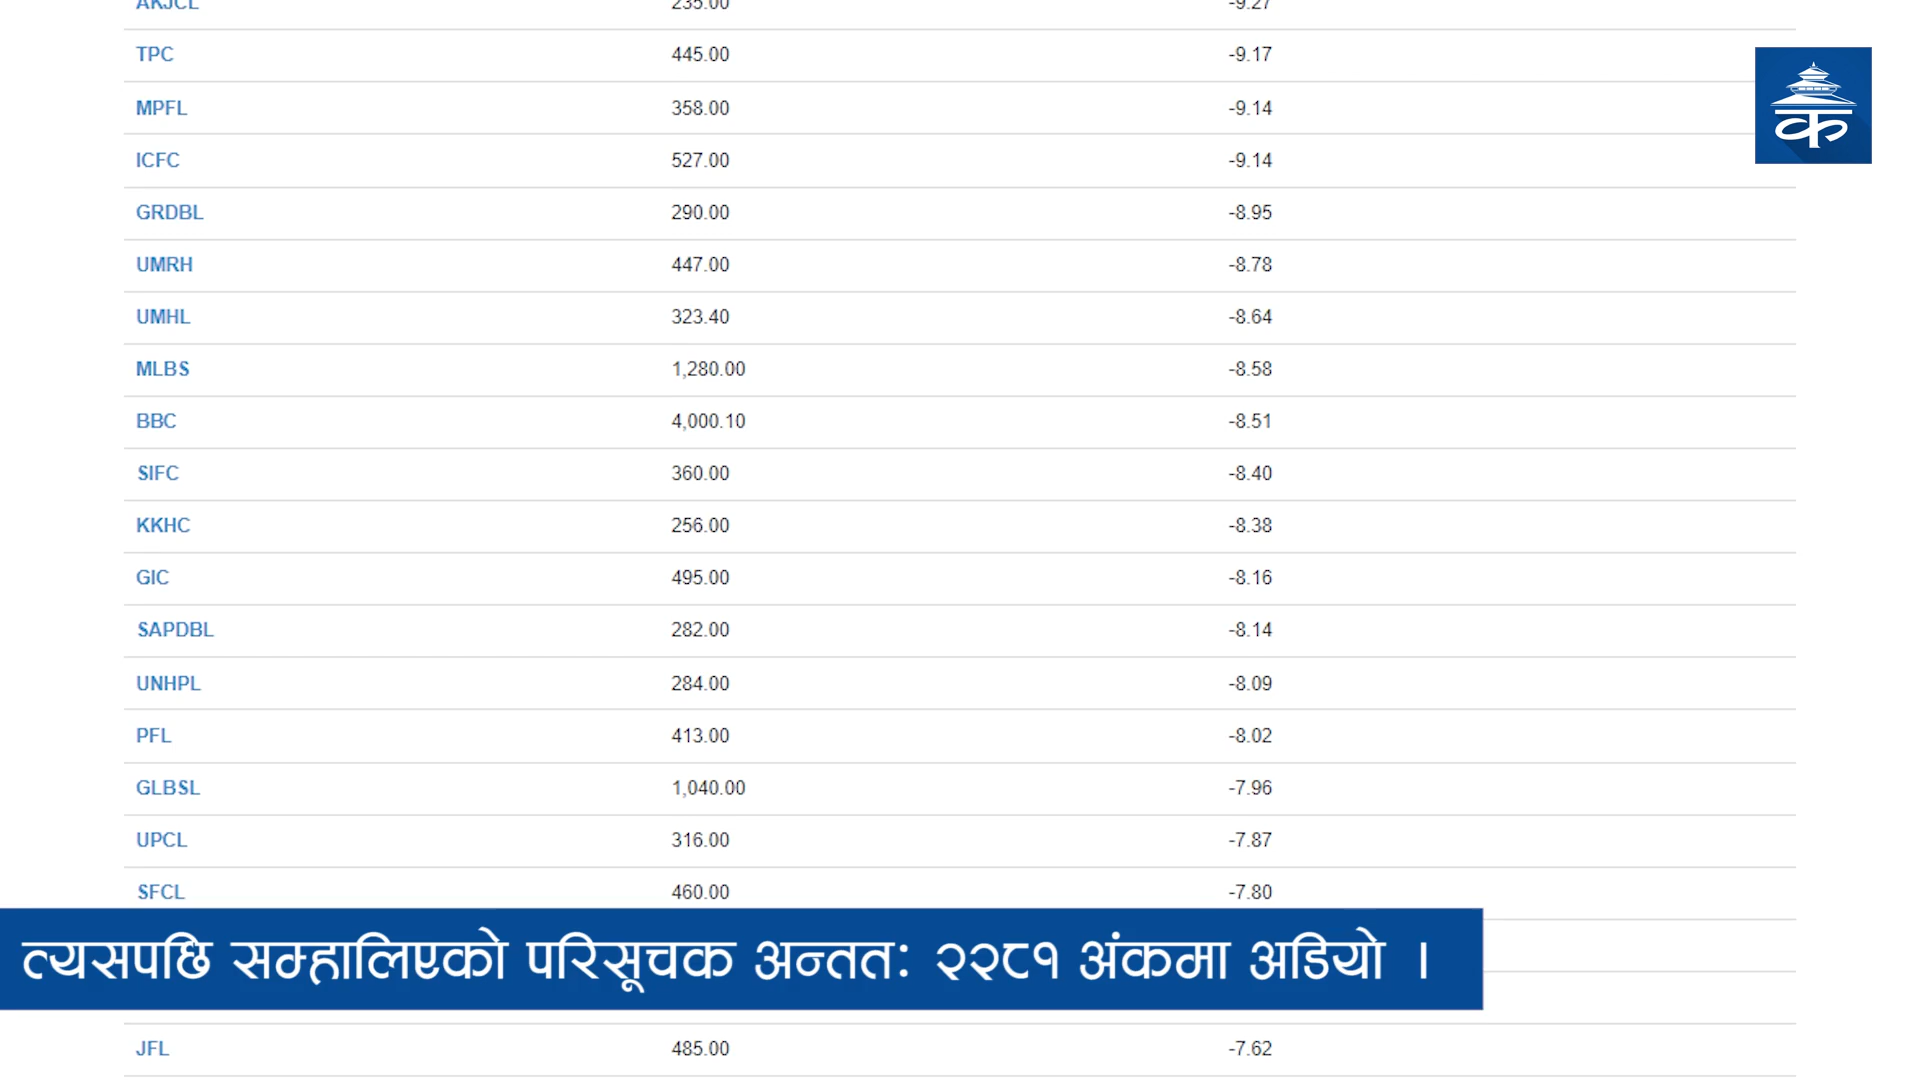 AKJCL 235.00 -9.27
TPC 445.00 -9.17
MPFL 358.00 -9.14
ICFC 527.00 -9.14
GRDBL 290.00 -8.95
UMRH 447.00 -8.78
UMHL 323.40 -8.64
MLBS 1,280.00 -8.58
BBC 4,000.10 -8.51
SIFC 360.00 -8.40
KKHC 256.00 -8.38
GIC 495.00 -8.16
SAPDBL 282.00 -8.14
UNHPL 284.00 -8.09
PFL 413.00 -8.02
GLBSL 1,040.00 -7.96
UPCL 316.00 -7.87
SFCL 460.00 -7.80
त्यसपछि सम्हालिएको परिसूचक अन्ततः २२८१ अंकमा अडियो ।
JFL 485.00 -7.62
क